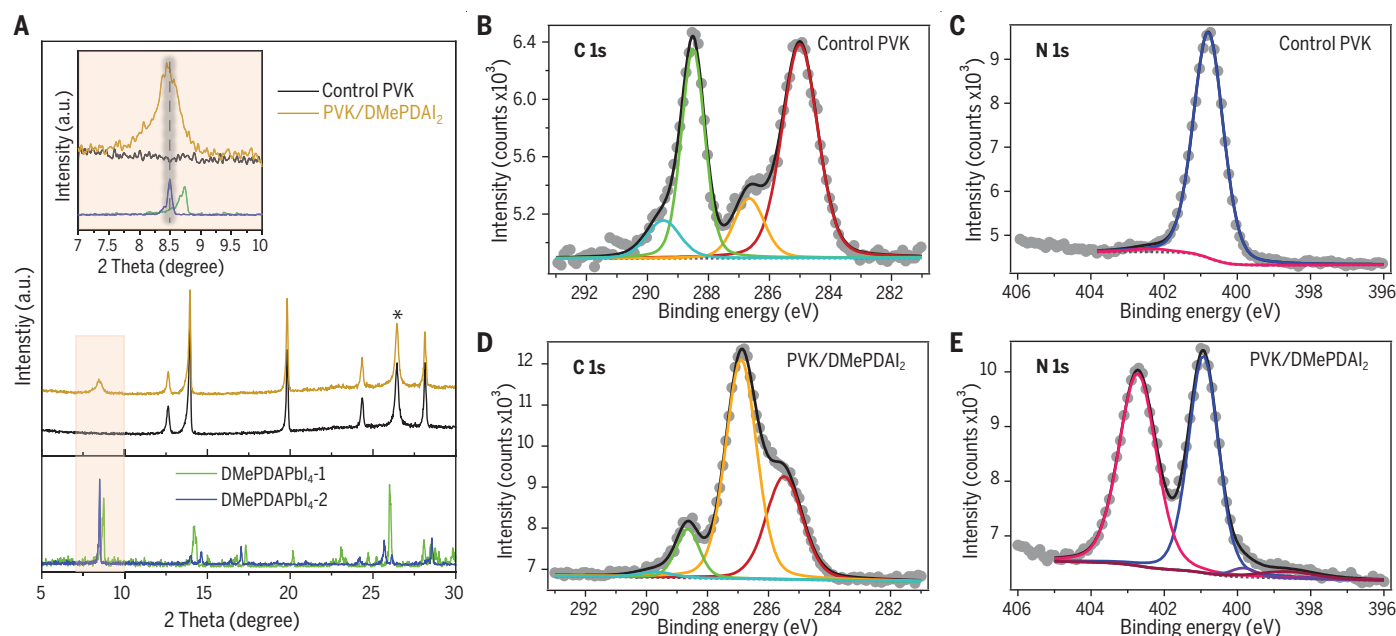 A
Intensity (a.u.)
7 7.5 8 8.5 9 9.5 10
2 Theta (degree)
Control PVK
PVK/DMePDAI₂
*
Intenstiy (a.u.)
DMePDAPbI₄-1
DMePDAPbI₄-2
5 10 15 20 25 30
2 Theta (degree)
B
C 1s
Control PVK
Intensity (counts x10³)
6.4
6.0
5.6
5.2
292 290 288 286 284 282
Binding energy (eV)
C
N 1s
Control PVK
Intensity (counts x10³)
9
8
7
6
5
406 404 402 400 398 396
Binding energy (eV)
D
C 1s
PVK/DMePDAI₂
Intensity (counts x10³)
12
11
10
9
8
7
292 290 288 286 284 282
Binding energy (eV)
E
N 1s
PVK/DMePDAI₂
Intensity (counts x10³)
10
9
8
7
406 404 402 400 398 396
Binding energy (eV)